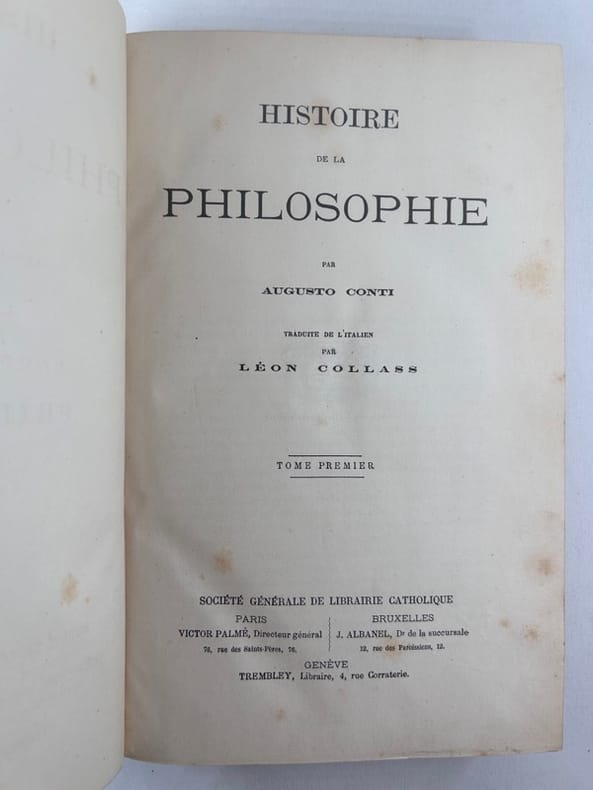 HISTOIRE
DE LA
PHILOSOPHIE
PAR
AUGUSTO CONTI
TRADUITE DE L'ITALIEN
PAR
LÉON COLLASS
TOME PREMIER
SOCIÉTÉ GÉNÉRALE DE LIBRAIRIE CATHOLIQUE
PARIS
VICTOR PALMÉ, Directeur général
76, rue des Saints-Pères, 76.
BRUXELLES
J. ALBANEL, Dr de la succursale
12, rue des Paroissiens, 12.
GENÈVE
TREMBLEY, Libraire, 4, rue Corraterie.